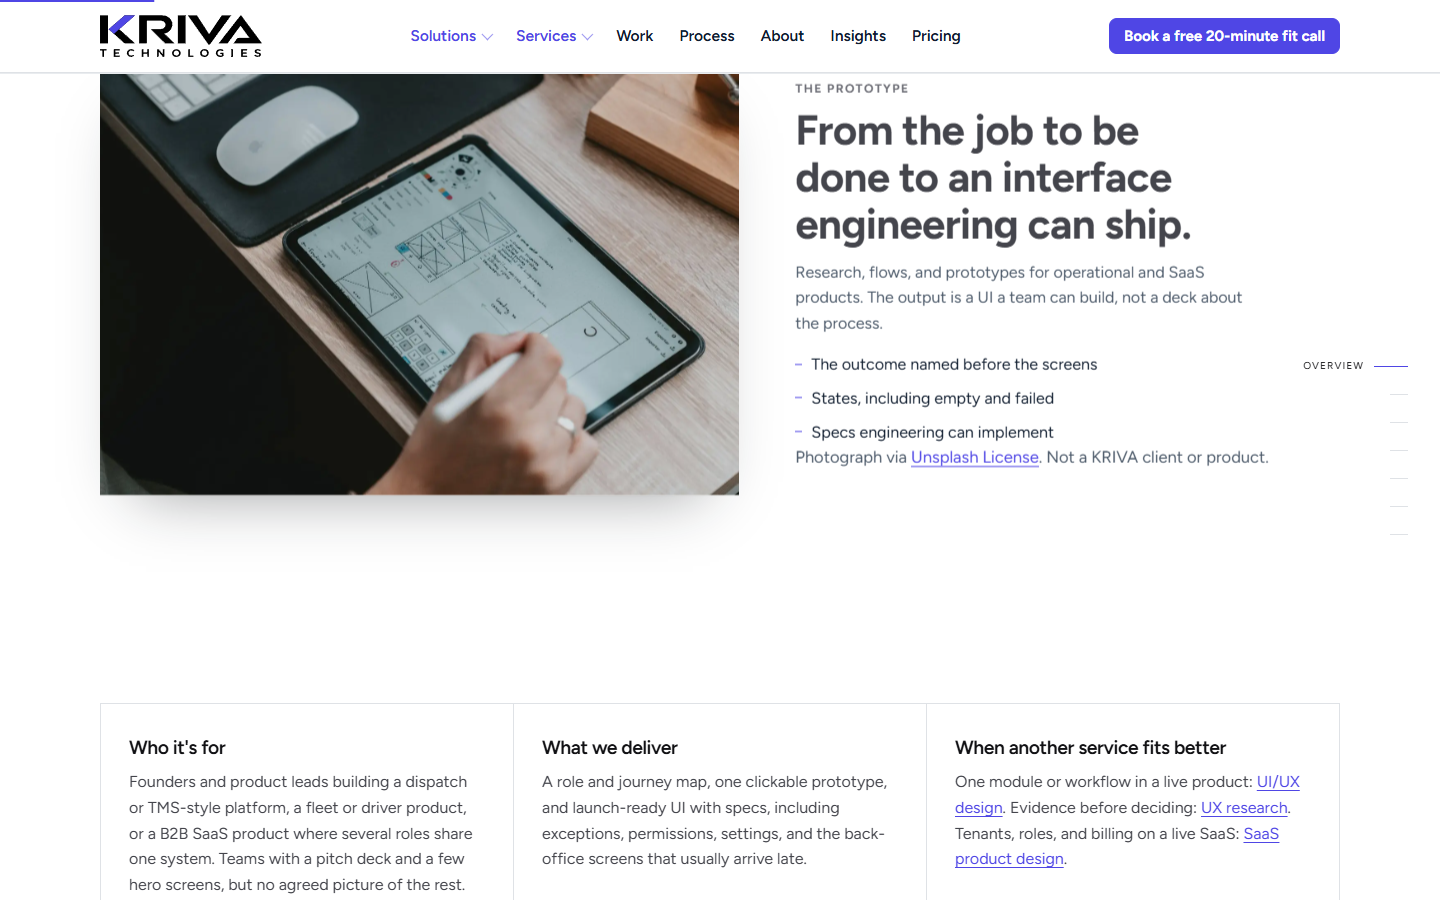 KRIVA
TECHNOLOGIES
Solutions
Services
Work
Process
About
Insights
Pricing
Book a free 20-minute fit call
THE PROTOTYPE
From the job to be
done to an interface
engineering can ship.
Research, flows, and prototypes for operational and SaaS
products. The output is a UI a team can build, not a deck about
the process.
The outcome named before the screens
States, including empty and failed
Specs engineering can implement
Photograph via Unsplash License. Not a KRIVA client or product.
OVERVIEW
Who it's for
Founders and product leads building a dispatch
or TMS-style platform, a fleet or driver product,
or a B2B SaaS product where several roles share
one system. Teams with a pitch deck and a few
hero screens, but no agreed picture of the rest.
What we deliver
A role and journey map, one clickable prototype,
and launch-ready UI with specs, including
exceptions, permissions, settings, and the back-
office screens that usually arrive late.
When another service fits better
One module or workflow in a live product: UI/UX
design. Evidence before deciding: UX research.
Tenants, roles, and billing on a live SaaS: SaaS
product design.